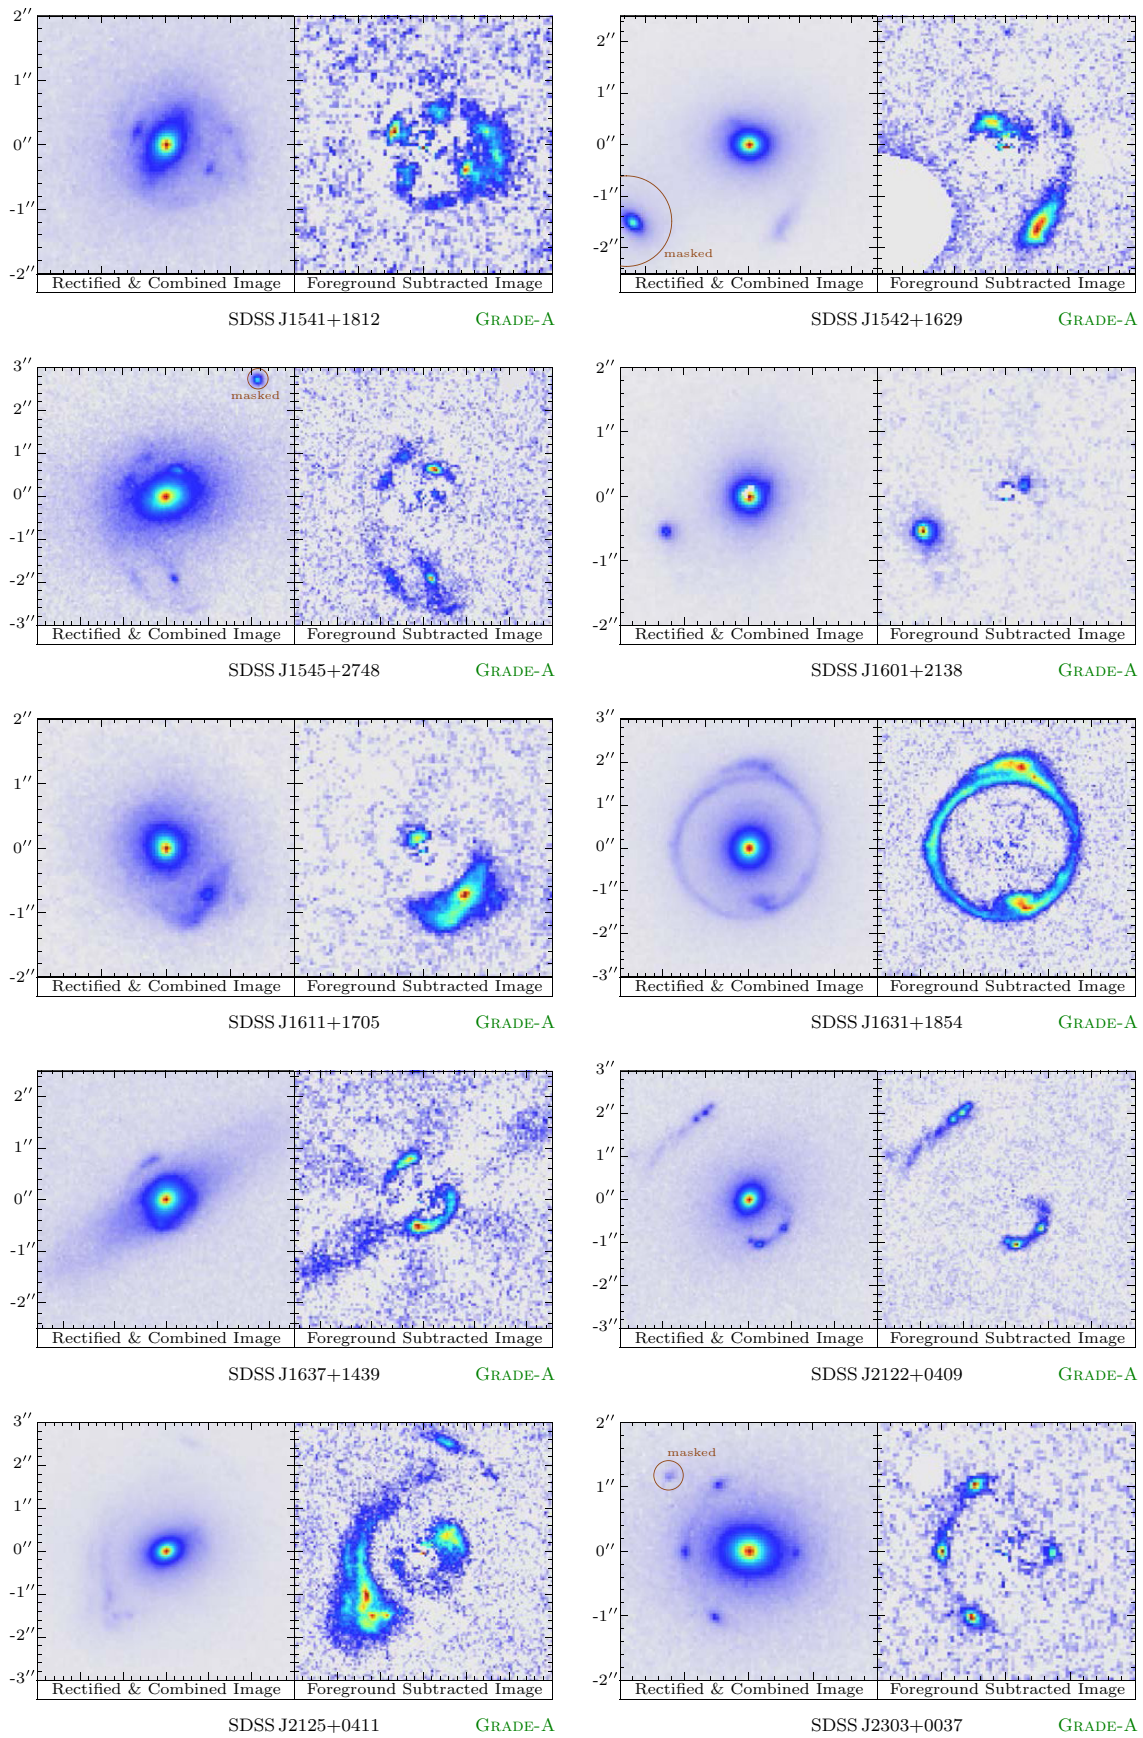 2′′ 1′′ 0′′ -1′′ -2′′
Rectified & Combined Image Foreground Subtracted Image
SDSS J1541+1812 GRADE-A
2′′ 1′′ 0′′ -1′′ -2′′
masked
Rectified & Combined Image Foreground Subtracted Image
SDSS J1542+1629 GRADE-A
3′′ 2′′ 1′′ 0′′ -1′′ -2′′ -3′′
masked
Rectified & Combined Image Foreground Subtracted Image
SDSS J1545+2748 GRADE-A
2′′ 1′′ 0′′ -1′′ -2′′
Rectified & Combined Image Foreground Subtracted Image
SDSS J1601+2138 GRADE-A
2′′ 1′′ 0′′ -1′′ -2′′
Rectified & Combined Image Foreground Subtracted Image
SDSS J1611+1705 GRADE-A
3′′ 2′′ 1′′ 0′′ -1′′ -2′′ -3′′
Rectified & Combined Image Foreground Subtracted Image
SDSS J1631+1854 GRADE-A
2′′ 1′′ 0′′ -1′′ -2′′
Rectified & Combined Image Foreground Subtracted Image
SDSS J1637+1439 GRADE-A
3′′ 2′′ 1′′ 0′′ -1′′ -2′′ -3′′
Rectified & Combined Image Foreground Subtracted Image
SDSS J2122+0409 GRADE-A
3′′ 2′′ 1′′ 0′′ -1′′ -2′′ -3′′
Rectified & Combined Image Foreground Subtracted Image
SDSS J2125+0411 GRADE-A
2′′ 1′′ 0′′ -1′′ -2′′
masked
Rectified & Combined Image Foreground Subtracted Image
SDSS J2303+0037 GRADE-A